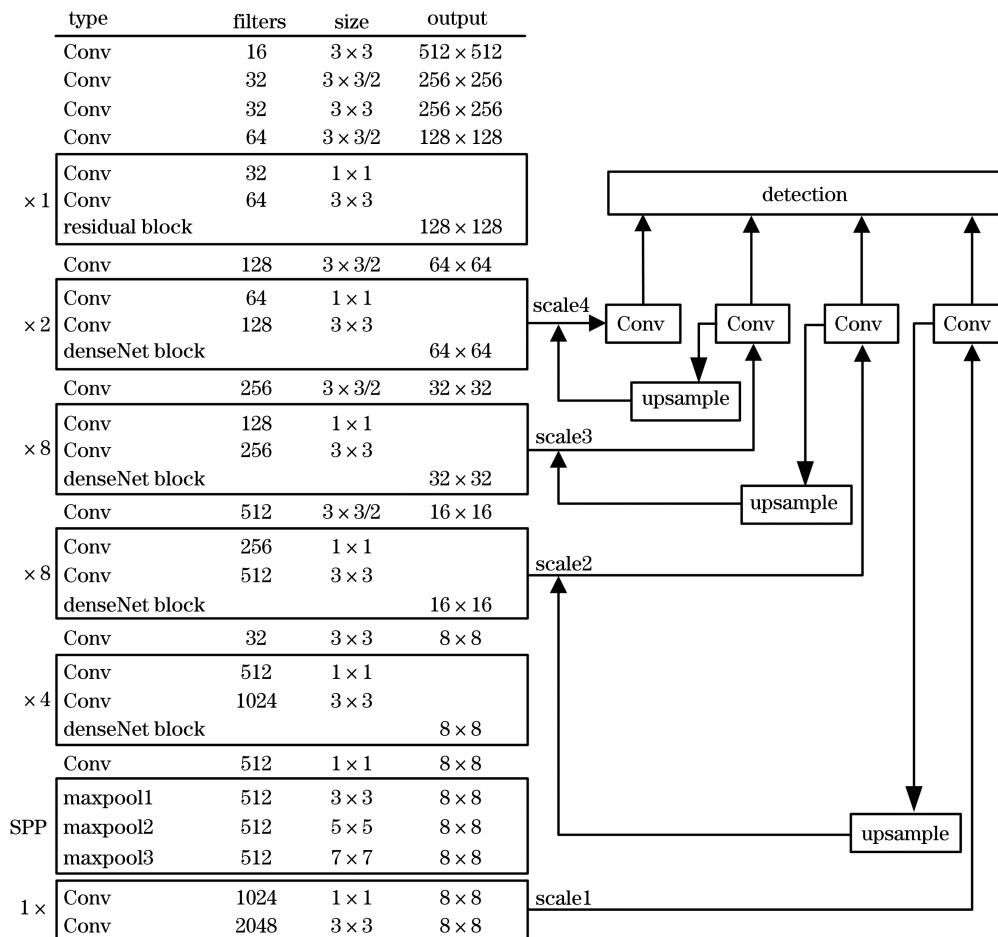 type filters size output
Conv 16 3 × 3 512 × 512
Conv 32 3 × 3/2 256 × 256
Conv 32 3 × 3 256 × 256
Conv 64 3 × 3/2 128 × 128
Conv 32 1 × 1
× 1 Conv 64 3 × 3
residual block 128 × 128
Conv 128 3 × 3/2 64 × 64
Conv 64 1 × 1
× 2 Conv 128 3 × 3
denseNet block 64 × 64
Conv 256 3 × 3/2 32 × 32
Conv 128 1 × 1
× 8 Conv 256 3 × 3
denseNet block 32 × 32
Conv 512 3 × 3/2 16 × 16
Conv 256 1 × 1
× 8 Conv 512 3 × 3
denseNet block 16 × 16
Conv 32 3 × 3 8 × 8
Conv 512 1 × 1
× 4 Conv 1024 3 × 3
denseNet block 8 × 8
Conv 512 1 × 1 8 × 8
maxpool1 512 3 × 3 8 × 8
SPP maxpool2 512 5 × 5 8 × 8
maxpool3 512 7 × 7 8 × 8
1 × Conv 1024 1 × 1 8 × 8
Conv 2048 3 × 3 8 × 8
detection
scale4
Conv Conv Conv Conv
upsample
scale3
upsample
scale2
upsample
scale1